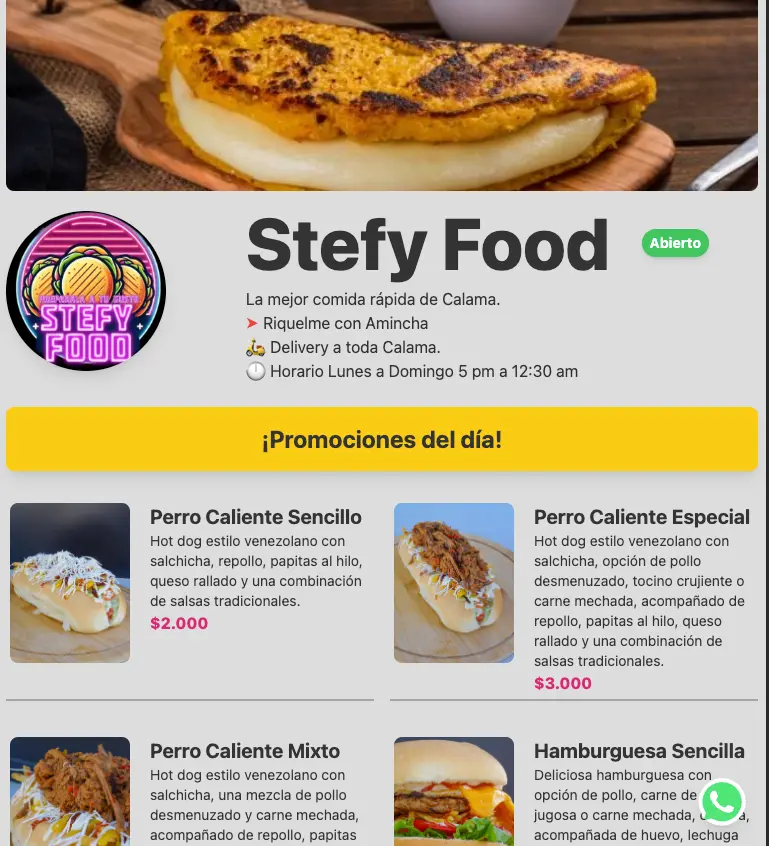 PREPARALA A TU GUSTO
STEFY
FOOD
Stefy Food
Abierto
La mejor comida rápida de Calama.
➤ Riquelme con Amincha
🛵 Delivery a toda Calama.
🕛 Horario Lunes a Domingo 5 pm a 12:30 am
¡Promociones del día!
Perro Caliente Sencillo
Hot dog estilo venezolano con
salchicha, repollo, papitas al hilo,
queso rallado y una combinación
de salsas tradicionales.
$2.000
Perro Caliente Especial
Hot dog estilo venezolano con
salchicha, opción de pollo
desmenuzado, tocino crujiente o
carne mechada, acompañado de
repollo, papitas al hilo, queso
rallado y una combinación de
salsas tradicionales.
$3.000
Perro Caliente Mixto
Hot dog estilo venezolano con
salchicha, una mezcla de pollo
desmenuzado y carne mechada,
acompañado de repollo, papitas
Hamburguesa Sencilla
Deliciosa hamburguesa con
opción de pollo, carne de
jugosa o carne mechada,
acompañada de huevo, lechuga